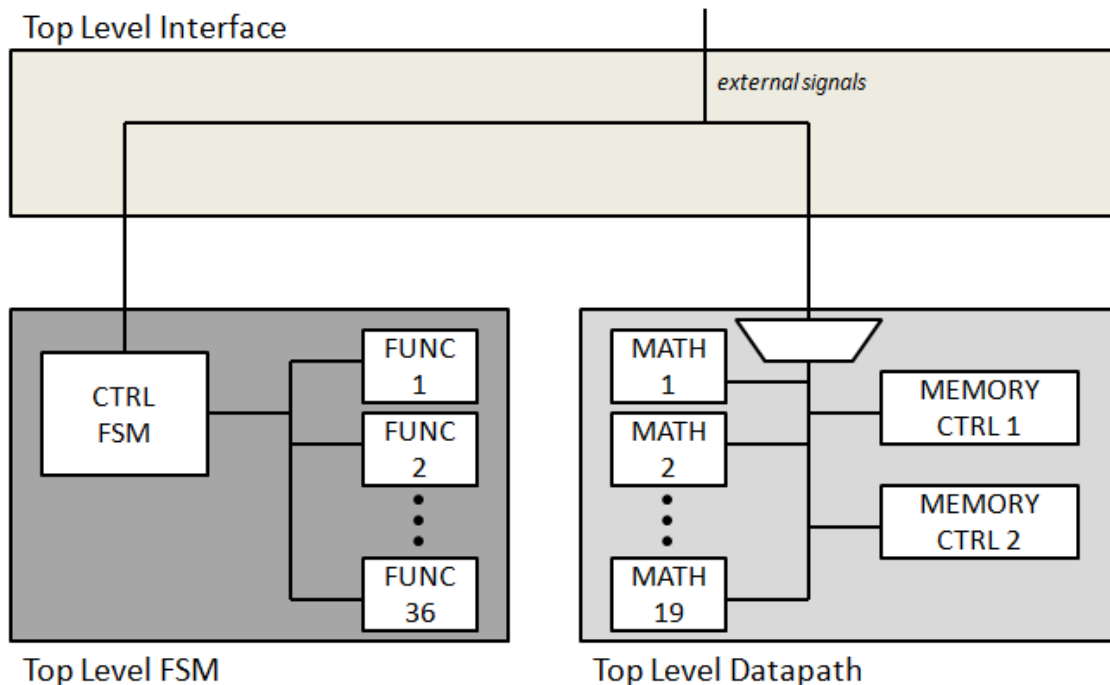 Top Level Interface
external signals
CTRL
FSM
FUNC
1
FUNC
2
FUNC
36
Top Level FSM
MATH
1
MATH
2
MATH
19
MEMORY
CTRL 1
MEMORY
CTRL 2
Top Level Datapath